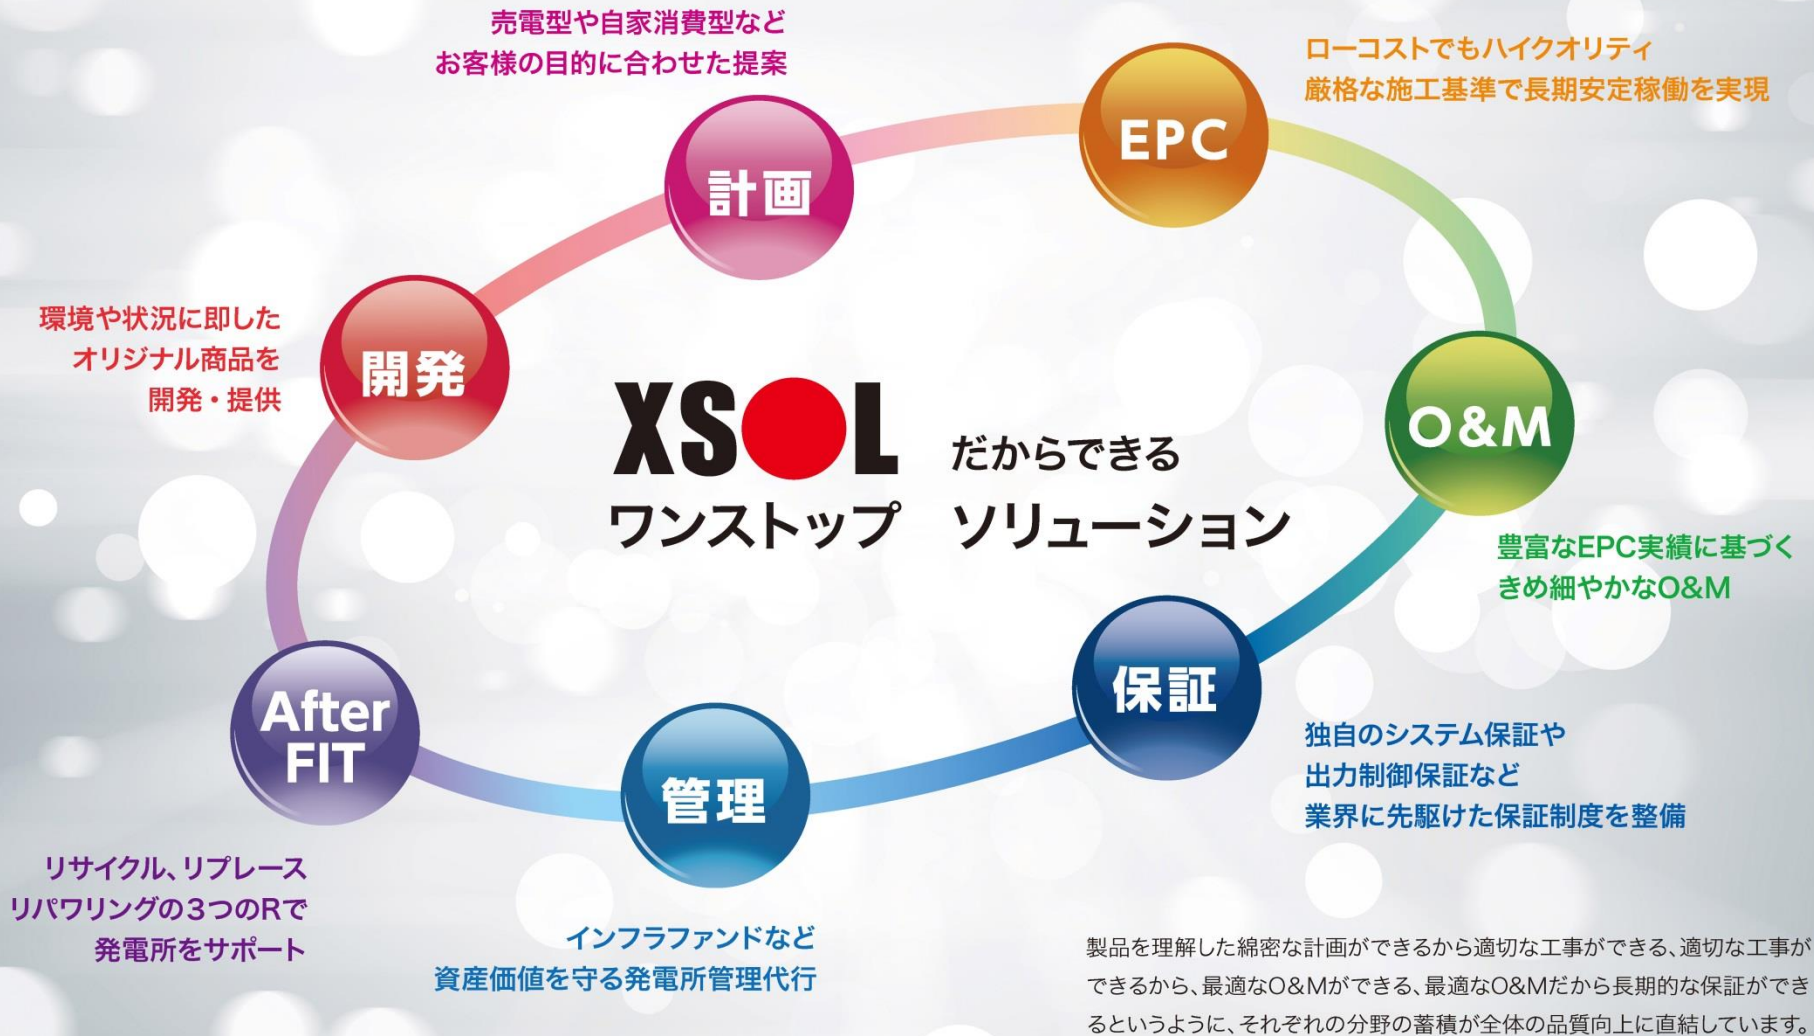 売電型や自家消費型など
お客様の目的に合わせた提案
計画
EPC
ローコストでもハイクオリティ
厳格な施工基準で長期安定稼働を実現
環境や状況に即した
オリジナル商品を
開発・提供
開発
XSOL だからできる
ワンストップ ソリューション
O&M
豊富なEPC実績に基づく
きめ細やかなO&M
保証
独自のシステム保証や
出力制御保証など
業界に先駆けた保証制度を整備
管理
インフラファンドなど
資産価値を守る発電所管理代行
After
FIT
リサイクル、リプレース
リパワリングの3つのRで
発電所をサポート
製品を理解した綿密な計画ができるから適切な工事ができる、適切な工事が
できるから、最適なO&Mができる、最適なO&Mだから長期的な保証ができ
るというように、それぞれの分野の蓄積が全体の品質向上に直結しています。